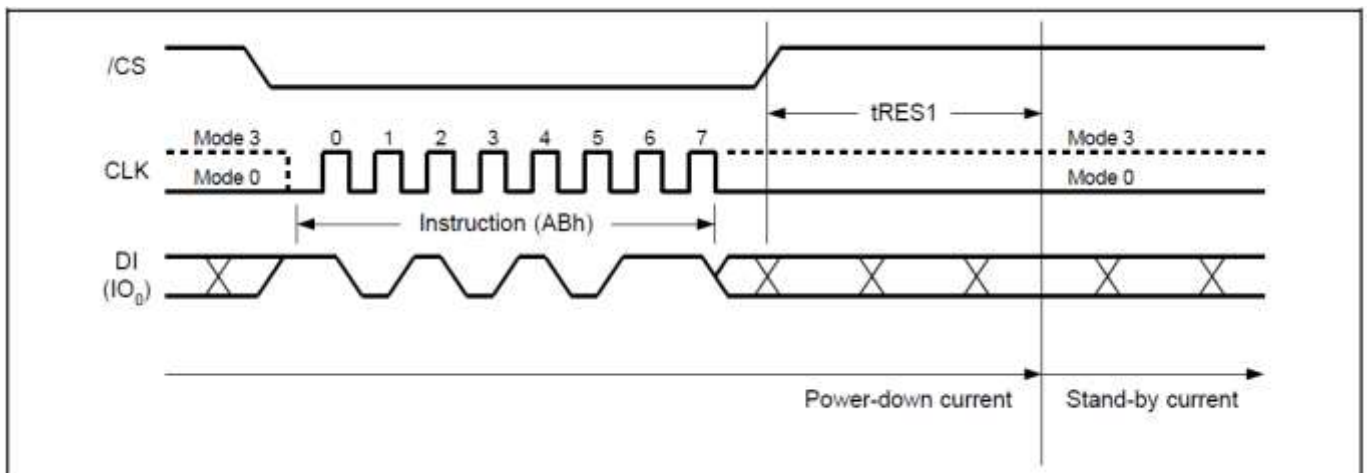 /CS
tRES1
Mode 3 0 1 2 3 4 5 6 7 Mode 3
CLK
Mode 0 Mode 0
Instruction (ABh)
DI
(IO₀)
Power-down current Stand-by current